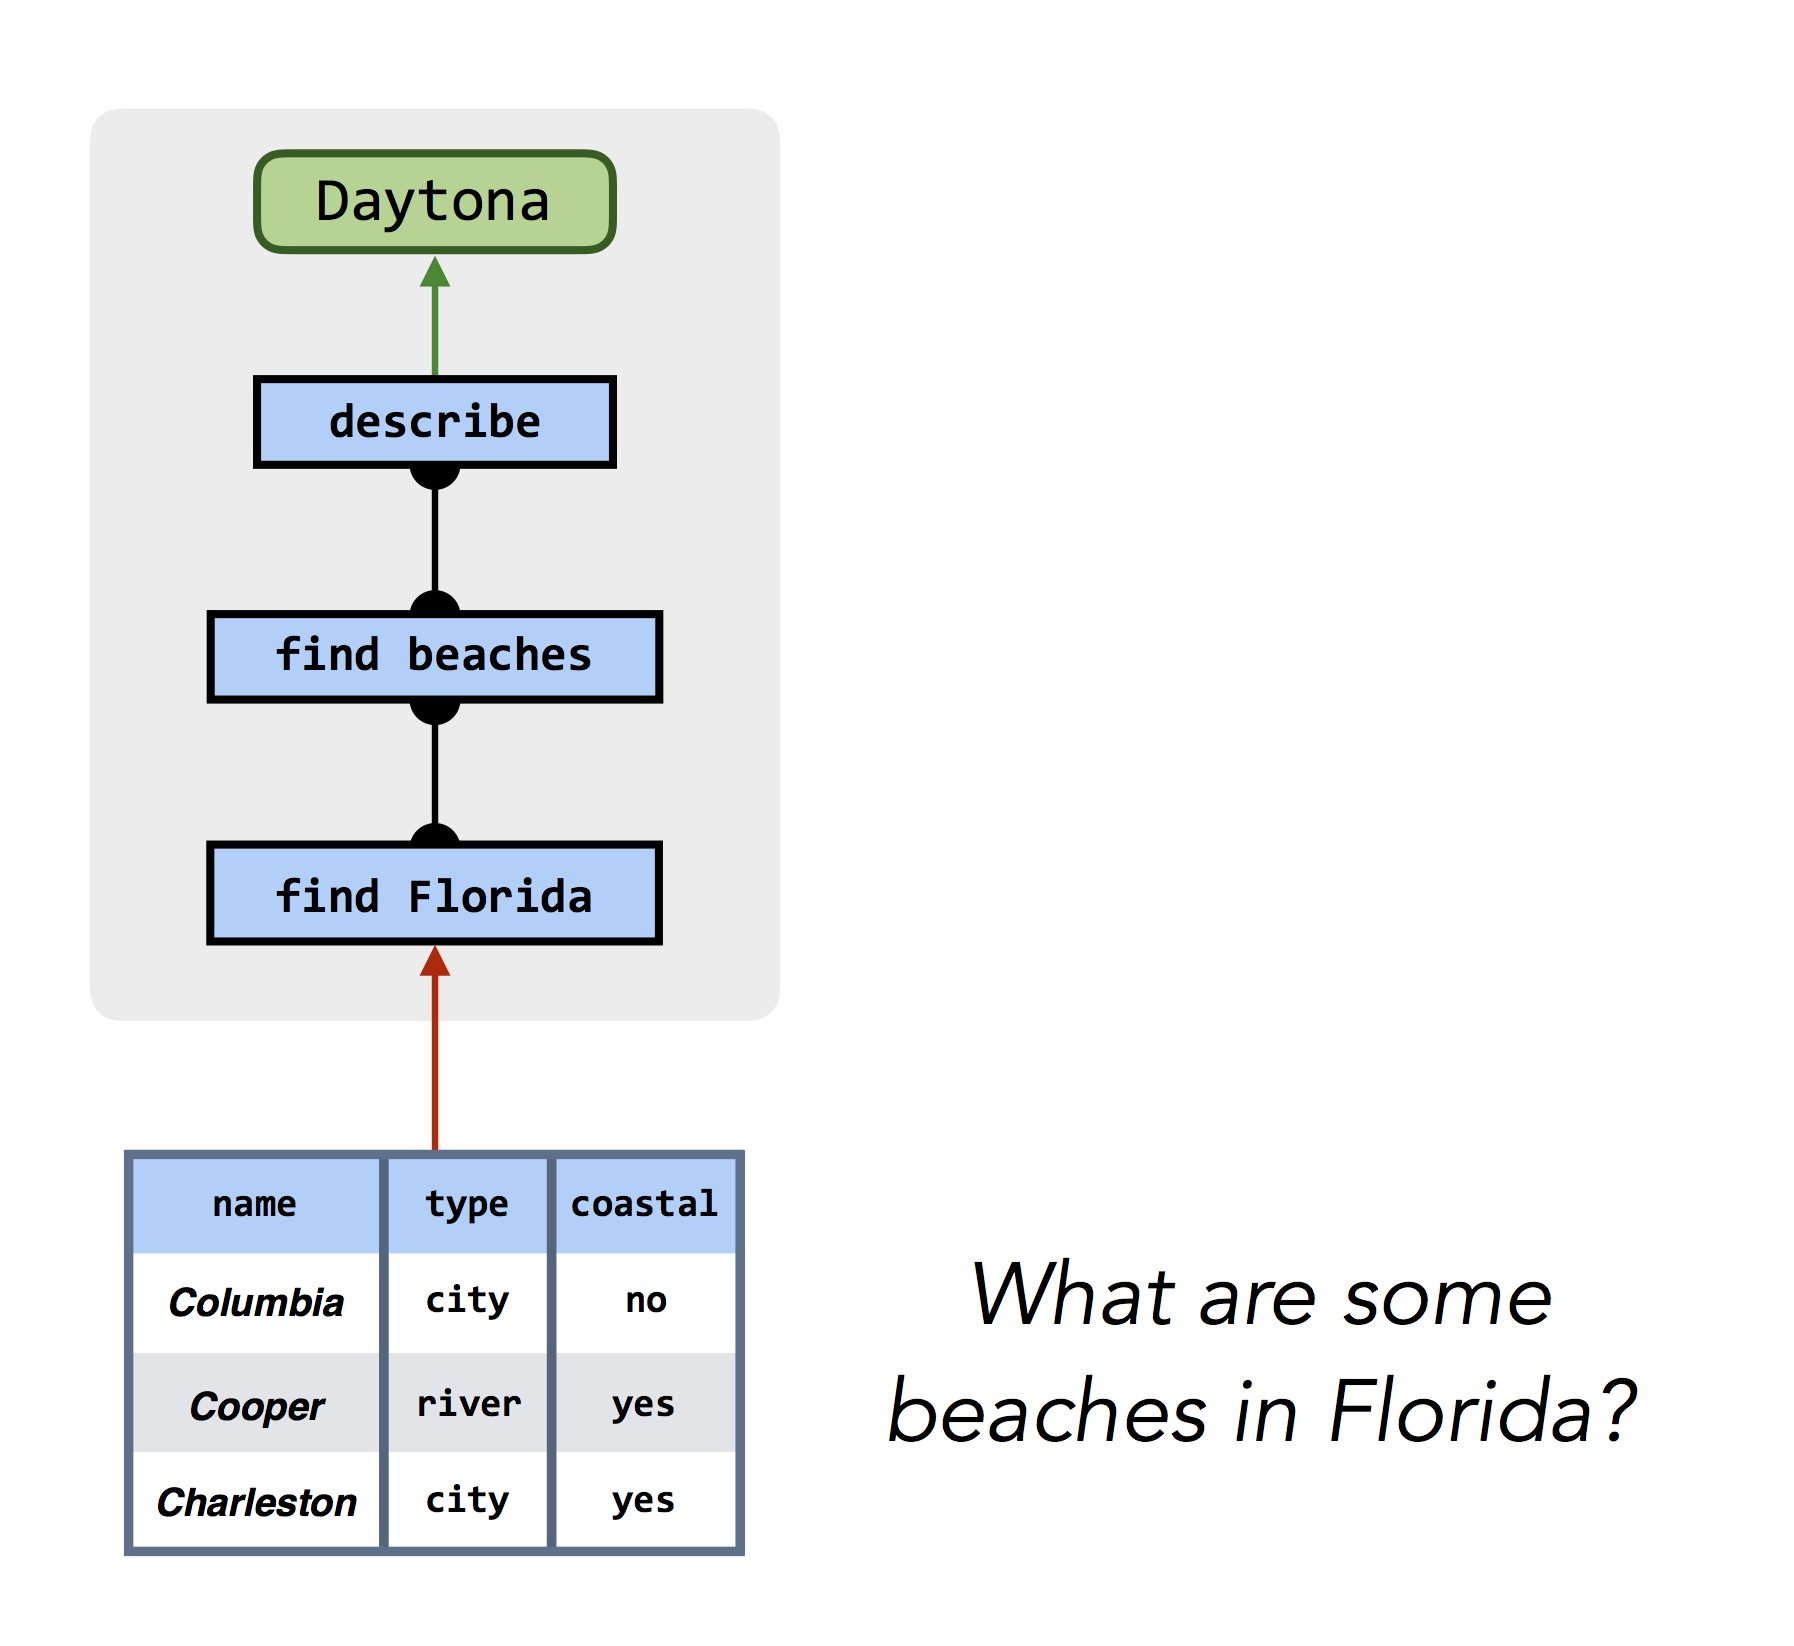 Daytona
describe
find beaches
find Florida
name type coastal
Columbia city no
Cooper river yes
Charleston city yes
What are some
beaches in Florida?